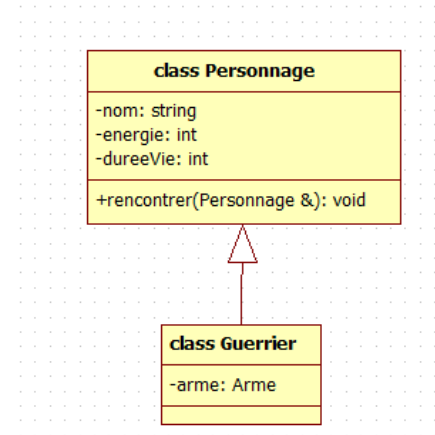 class Personnage
-nom: string
-energie: int
-dureeVie: int
+rencontrer(Personnage &): void
class Guerrier
-arme: Arme